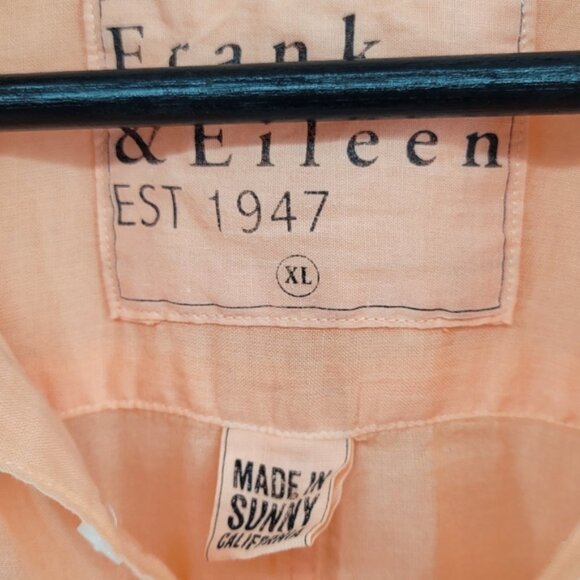 Frank
& Eileen
EST 1947
XL
MADE IN
SUNNY
CALIFORNIA